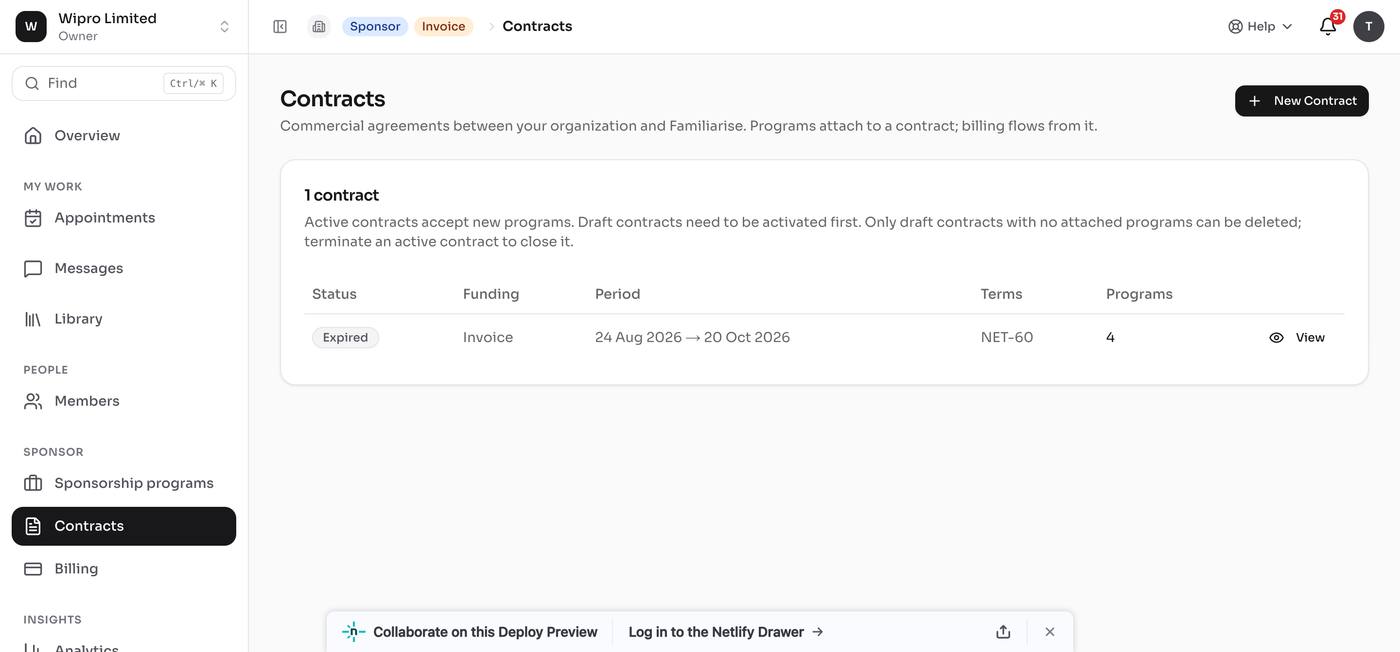 W
Wipro Limited
Owner
Sponsor
Invoice
Contracts
Help
31
T
Find
Ctrl/⌘ K
Overview
MY WORK
Appointments
Messages
Library
PEOPLE
Members
SPONSOR
Sponsorship programs
Contracts
Billing
INSIGHTS
Analytics
Contracts
Commercial agreements between your organization and Familiarise. Programs attach to a contract; billing flows from it.
New Contract
1 contract
Active contracts accept new programs. Draft contracts need to be activated first. Only draft contracts with no attached programs can be deleted;
terminate an active contract to close it.
Status Funding Period Terms Programs
Expired Invoice 24 Aug 2026 → 20 Oct 2026 NET-60 4 View
Collaborate on this Deploy Preview
Log in to the Netlify Drawer →